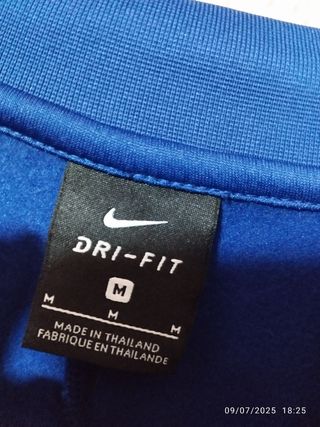 DRI-FIT
M
M M M
MADE IN THAILAND
FABRIQUE EN THAILANDE
09/07/2025 18:25